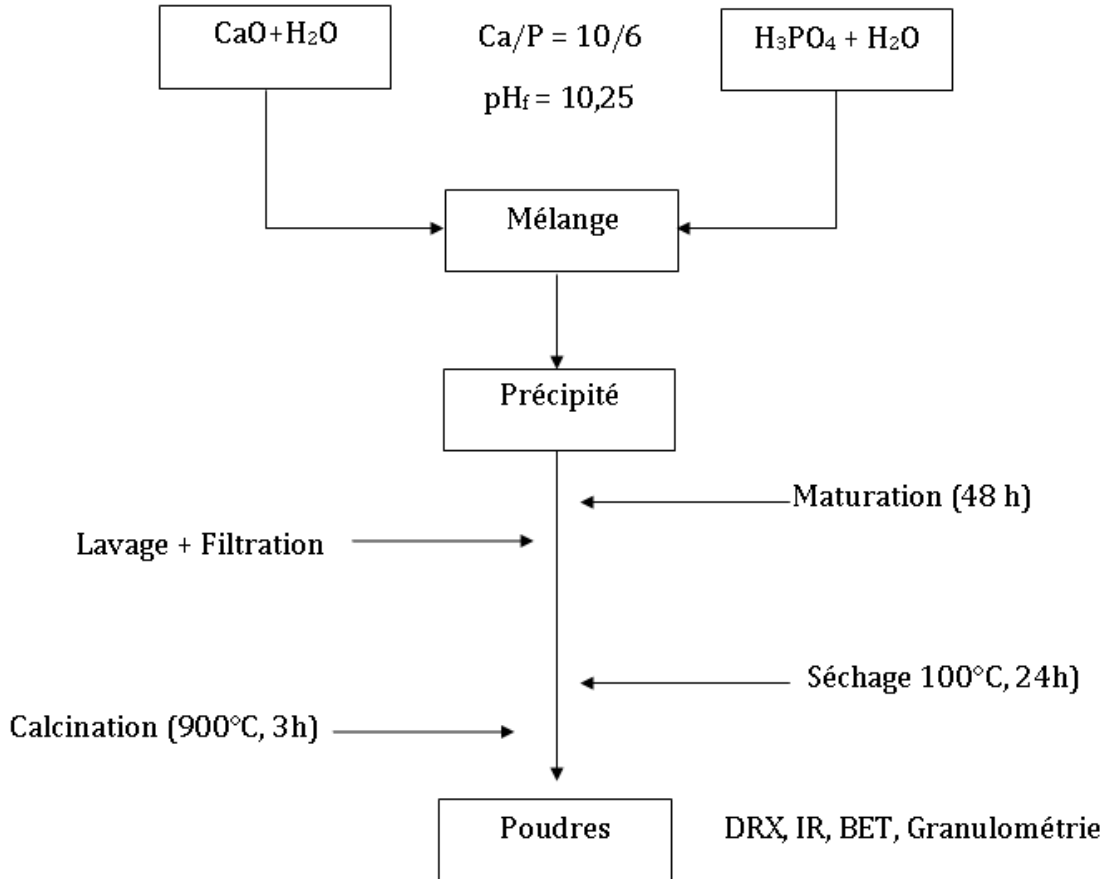 CaO+H₂O
Ca/P = 10/6
H₃PO₄ + H₂O
pHf = 10,25
Mélange
Précipité
Maturation (48 h)
Lavage + Filtration
Séchage 100°C, 24h)
Calcination (900°C, 3h)
Poudres
DRX, IR, BET, Granulométrie